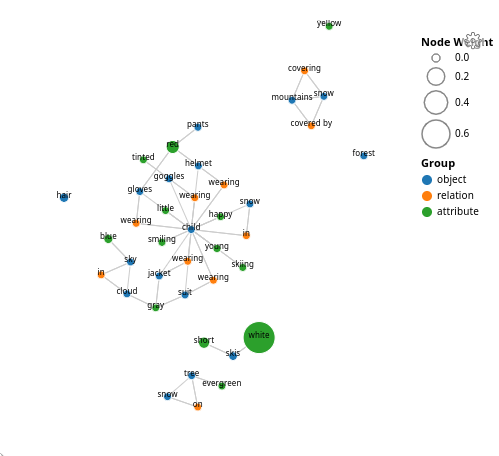 yellow
Node Weight
covering
0.0
0.2
mountains
snow
0.4
covered by
pants
0.6
red
forest
tinted
helmet
Group
goggles
object
wearing
gloves
hair
wearing
relation
little
snow
attribute
happy
wearing
child
blue
smiling
in
young
sky
wearing
skiing
in
jacket
wearing
cloud
suit
gray
white
short
skis
tree
evergreen
snow
on